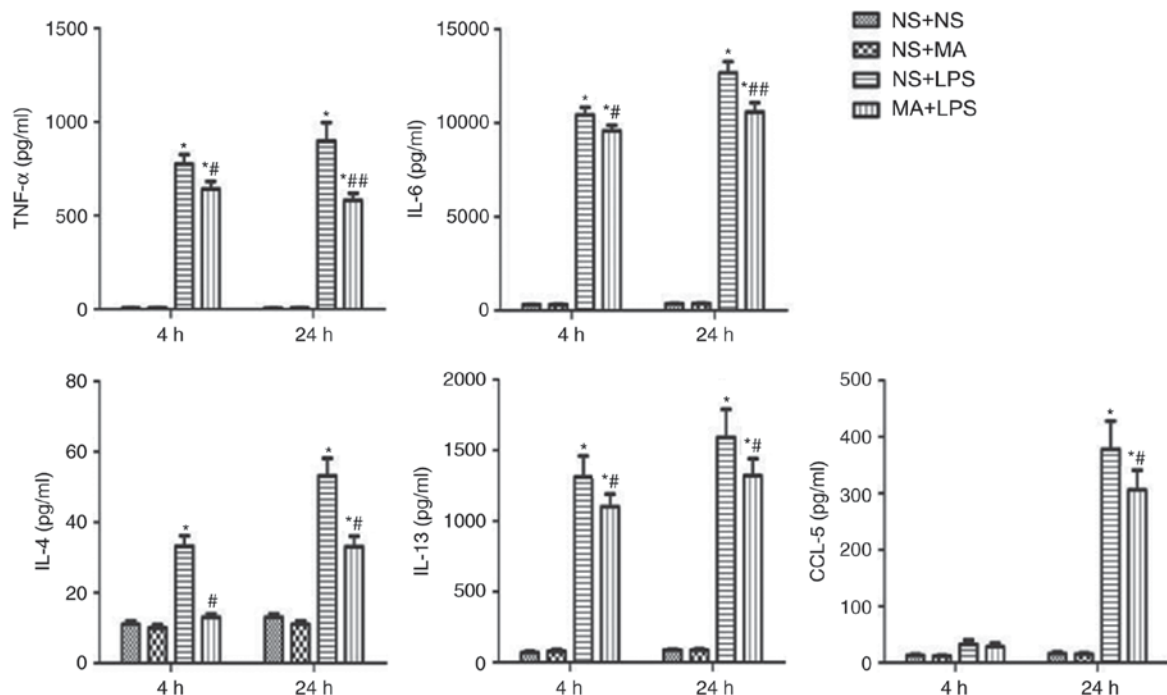 NS+NS
NS+MA
NS+LPS
MA+LPS
TNF-α (pg/ml)
1500
1000
500
0
* *# * *##
4 h 24 h
IL-6 (pg/ml)
15000
10000
5000
0
* *# * *##
4 h 24 h
IL-4 (pg/ml)
80
60
40
20
0
* # * *#
4 h 24 h
IL-13 (pg/ml)
2000
1500
1000
500
0
* *# * *#
4 h 24 h
CCL-5 (pg/ml)
500
400
300
200
100
0
* *#
4 h 24 h